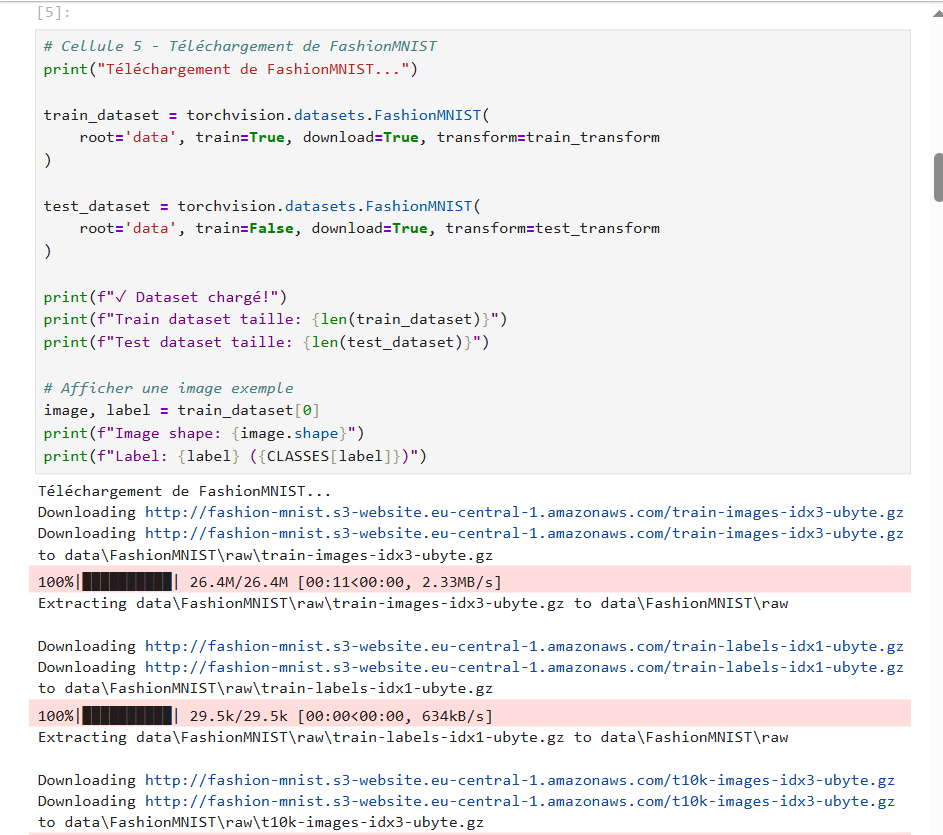 [5]:
# Cellule 5 - Téléchargement de FashionMNIST
print("Téléchargement de FashionMNIST...")
train_dataset = torchvision.datasets.FashionMNIST(
    root='data', train=True, download=True, transform=train_transform
)
test_dataset = torchvision.datasets.FashionMNIST(
    root='data', train=False, download=True, transform=test_transform
)
print(f"✓ Dataset chargé!")
print(f"Train dataset taille: {len(train_dataset)}")
print(f"Test dataset taille: {len(test_dataset)}")
# Afficher une image exemple
image, label = train_dataset[0]
print(f"Image shape: {image.shape}")
print(f"Label: {label} ({CLASSES[label]})")
Téléchargement de FashionMNIST...
Downloading http://fashion-mnist.s3-website.eu-central-1.amazonaws.com/train-images-idx3-ubyte.gz
Downloading http://fashion-mnist.s3-website.eu-central-1.amazonaws.com/train-images-idx3-ubyte.gz
to data\FashionMNIST\raw\train-images-idx3-ubyte.gz
100%|██████████| 26.4M/26.4M [00:11<00:00, 2.33MB/s]
Extracting data\FashionMNIST\raw\train-images-idx3-ubyte.gz to data\FashionMNIST\raw
Downloading http://fashion-mnist.s3-website.eu-central-1.amazonaws.com/train-labels-idx1-ubyte.gz
Downloading http://fashion-mnist.s3-website.eu-central-1.amazonaws.com/train-labels-idx1-ubyte.gz
to data\FashionMNIST\raw\train-labels-idx1-ubyte.gz
100%|██████████| 29.5k/29.5k [00:00<00:00, 634kB/s]
Extracting data\FashionMNIST\raw\train-labels-idx1-ubyte.gz to data\FashionMNIST\raw
Downloading http://fashion-mnist.s3-website.eu-central-1.amazonaws.com/t10k-images-idx3-ubyte.gz
Downloading http://fashion-mnist.s3-website.eu-central-1.amazonaws.com/t10k-images-idx3-ubyte.gz
to data\FashionMNIST\raw\t10k-images-idx3-ubyte.gz